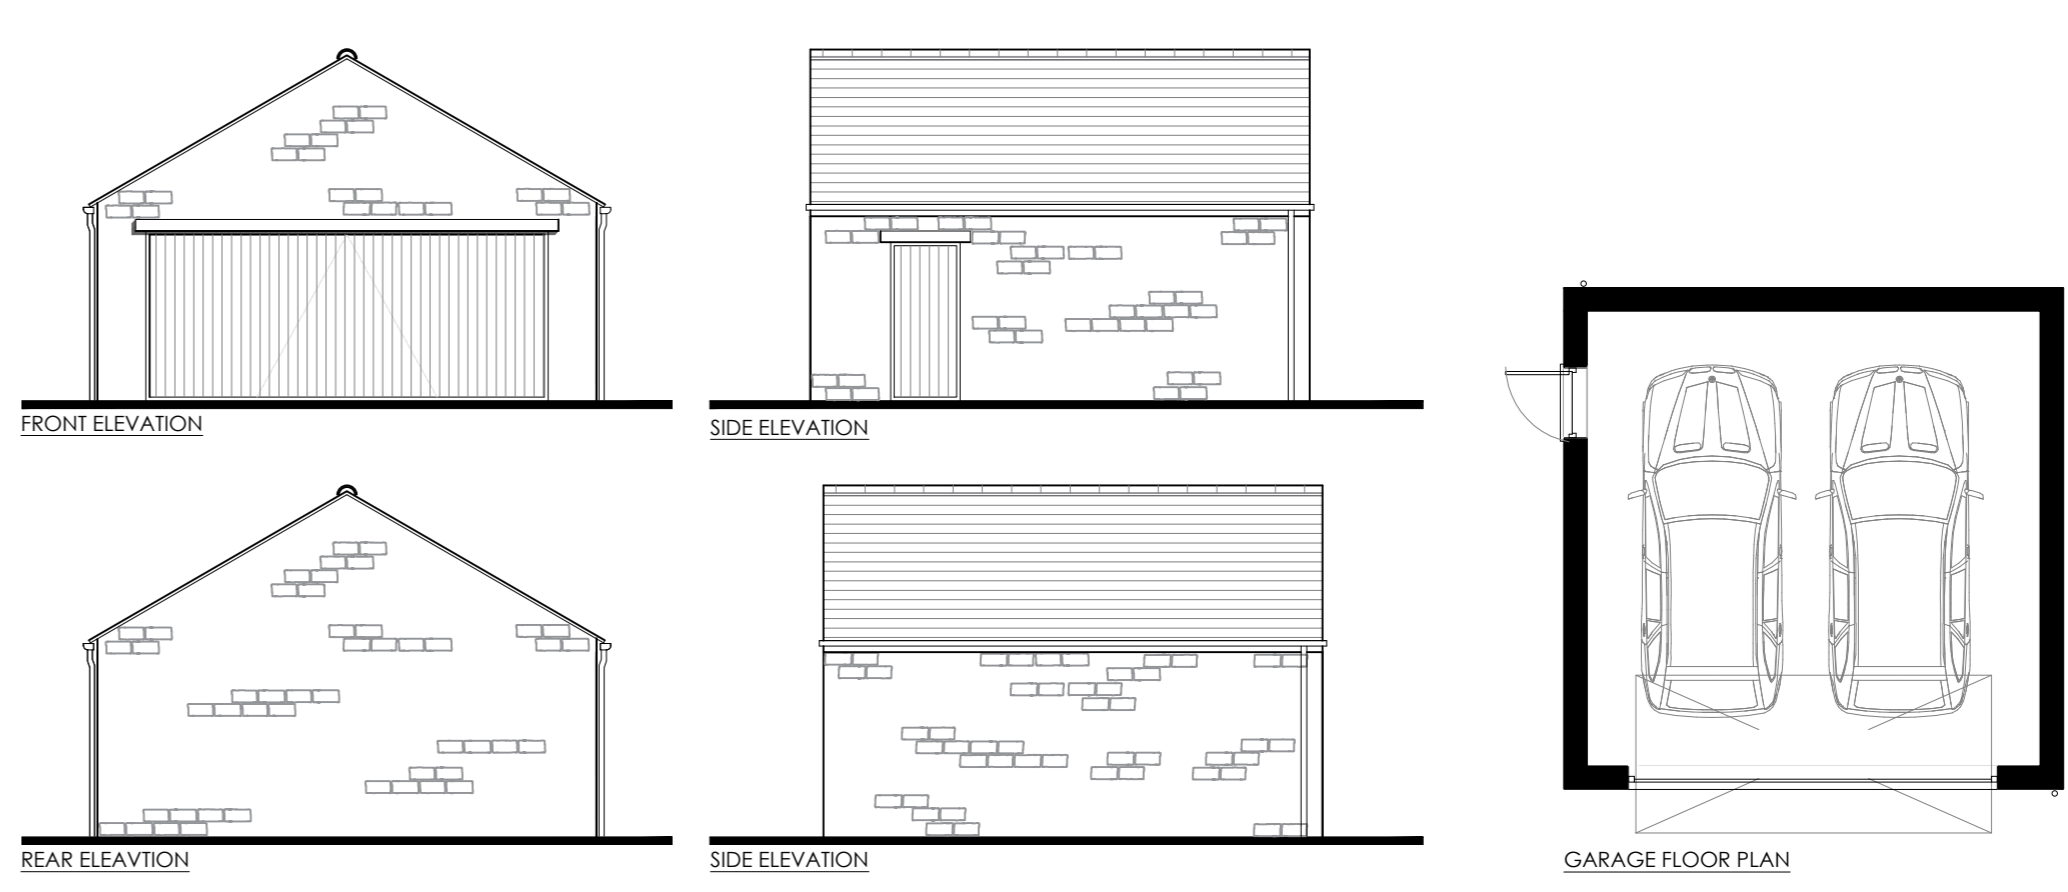 FRONT ELEVATION
SIDE ELEVATION
REAR ELEAVTION
SIDE ELEVATION
GARAGE FLOOR PLAN